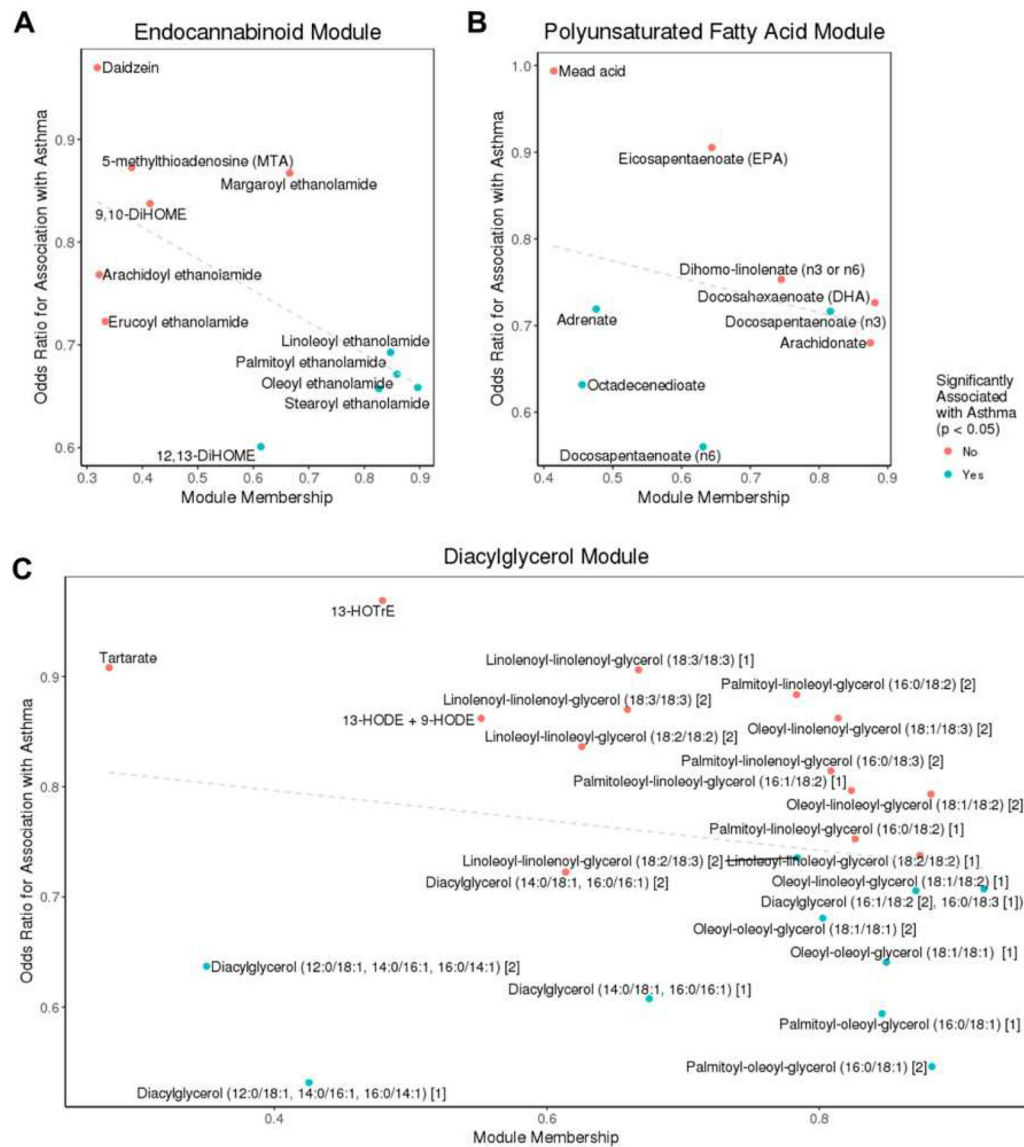 A
Endocannabinoid Module
Odds Ratio for Association with Asthma
0.9
0.8
0.7
0.6
Daidzein
5-methylthioadenosine (MTA)
Margaroyl ethanolamide
9,10-DiHOME
Arachidoyl ethanolamide
Erucoyl ethanolamide
Linoleoyl ethanolamide
Palmitoyl ethanolamide
Oleoyl ethanolamide
Stearoyl ethanolamide
12,13-DiHOME
0.3 0.4 0.5 0.6 0.7 0.8 0.9
Module Membership
B
Polyunsaturated Fatty Acid Module
Odds Ratio for Association with Asthma
1.0
0.9
0.8
0.7
0.6
Mead acid
Eicosapentaenoate (EPA)
Dihomo-linolenate (n3 or n6)
Docosahexaenoate (DHA)
Adrenate
Docosapentaenoate (n3)
Arachidonate
Octadecenedioate
Docosapentaenoate (n6)
0.4 0.5 0.6 0.7 0.8 0.9
Module Membership
Significantly
Associated
with Asthma
(p < 0.05)
No
Yes
C
Diacylglycerol Module
Odds Ratio for Association with Asthma
0.9
0.8
0.7
0.6
13-HOTrE
Tartarate
Linolenoyl-linolenoyl-glycerol (18:3/18:3) [1]
Palmitoyl-linoleoyl-glycerol (16:0/18:2) [2]
Linolenoyl-linolenoyl-glycerol (18:3/18:3) [2]
13-HODE + 9-HODE
Oleoyl-linolenoyl-glycerol (18:1/18:3) [2]
Linoleoyl-linoleoyl-glycerol (18:2/18:2) [2]
Palmitoyl-linolenoyl-glycerol (16:0/18:3) [2]
Palmitoleoyl-linoleoyl-glycerol (16:1/18:2) [1]
Oleoyl-linoleoyl-glycerol (18:1/18:2) [2]
Palmitoyl-linoleoyl-glycerol (16:0/18:2) [1]
Linoleoyl-linolenoyl-glycerol (18:2/18:3) [2]
Linoleoyl-linoleoyl-glycerol (18:2/18:2) [1]
Diacylglycerol (14:0/18:1, 16:0/16:1) [2]
Oleoyl-linoleoyl-glycerol (18:1/18:2) [1]
Diacylglycerol (16:1/18:2 [2], 16:0/18:3 [1])
Oleoyl-oleoyl-glycerol (18:1/18:1) [2]
Oleoyl-oleoyl-glycerol (18:1/18:1) [1]
Diacylglycerol (12:0/18:1, 14:0/16:1, 16:0/14:1) [2]
Diacylglycerol (14:0/18:1, 16:0/16:1) [1]
Palmitoyl-oleoyl-glycerol (16:0/18:1) [1]
Palmitoyl-oleoyl-glycerol (16:0/18:1) [2]
Diacylglycerol (12:0/18:1, 14:0/16:1, 16:0/14:1) [1]
0.4 0.6 0.8
Module Membership